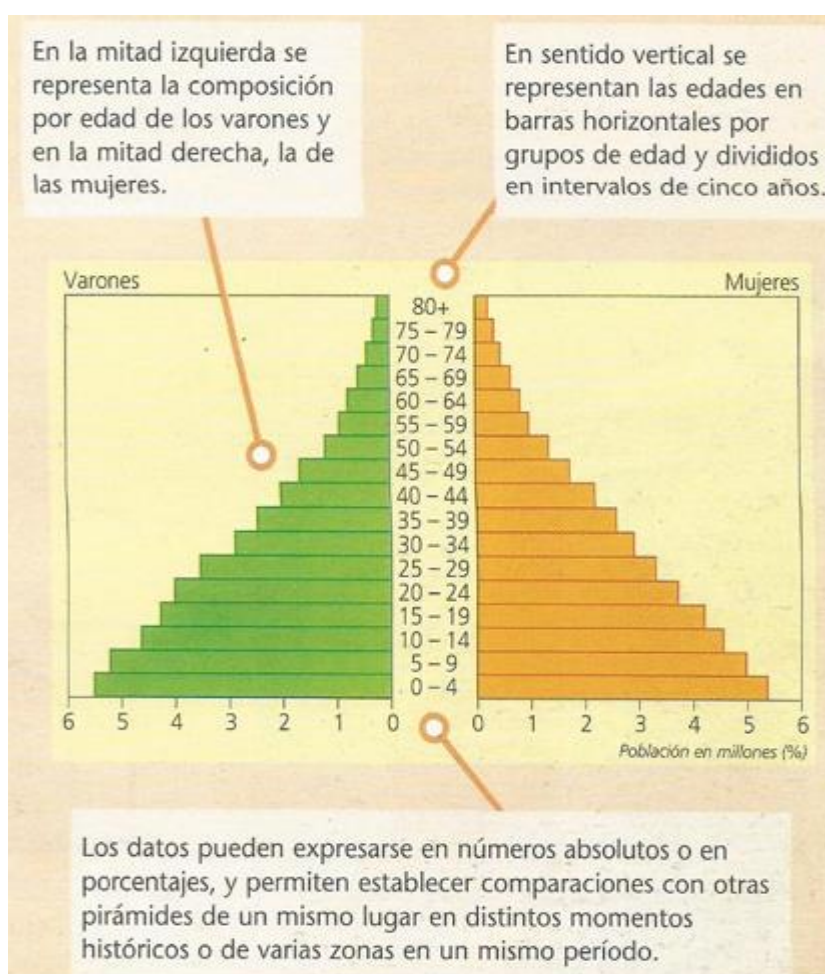 En la mitad izquierda se
representa la composición
por edad de los varones y
en la mitad derecha, la de
las mujeres.
En sentido vertical se
representan las edades en
barras horizontales por
grupos de edad y divididos
en intervalos de cinco años.
Varones
Mujeres
80+
75 – 79
70 – 74
65 – 69
60 – 64
55 – 59
50 – 54
45 – 49
40 – 44
35 – 39
30 – 34
25 – 29
20 – 24
15 – 19
10 – 14
5 – 9
0 – 4
6 5 4 3 2 1 0 0 1 2 3 4 5 6
Población en millones (%)
Los datos pueden expresarse en números absolutos o en
porcentajes, y permiten establecer comparaciones con otras
pirámides de un mismo lugar en distintos momentos
históricos o de varias zonas en un mismo período.